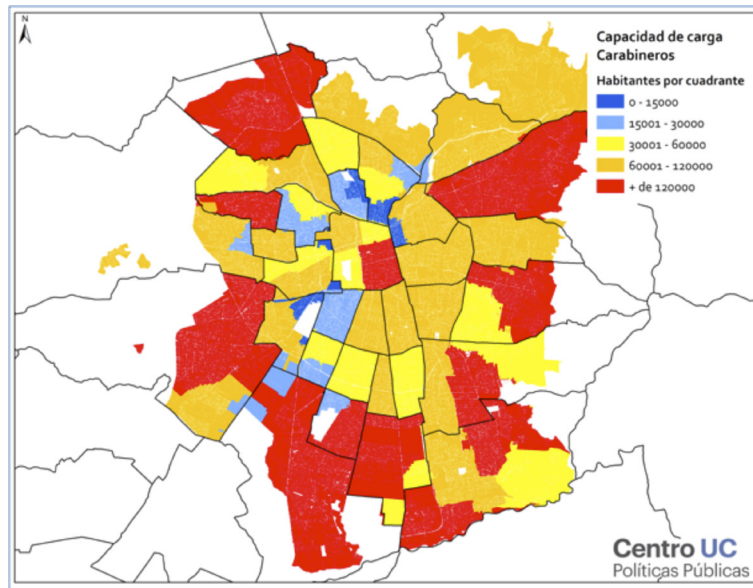 N
Capacidad de carga
Carabineros
Habitantes por cuadrante
0 - 15000
15001 - 30000
30001 - 60000
60001 - 120000
+ de 120000
Centro UC
Políticas Públicas